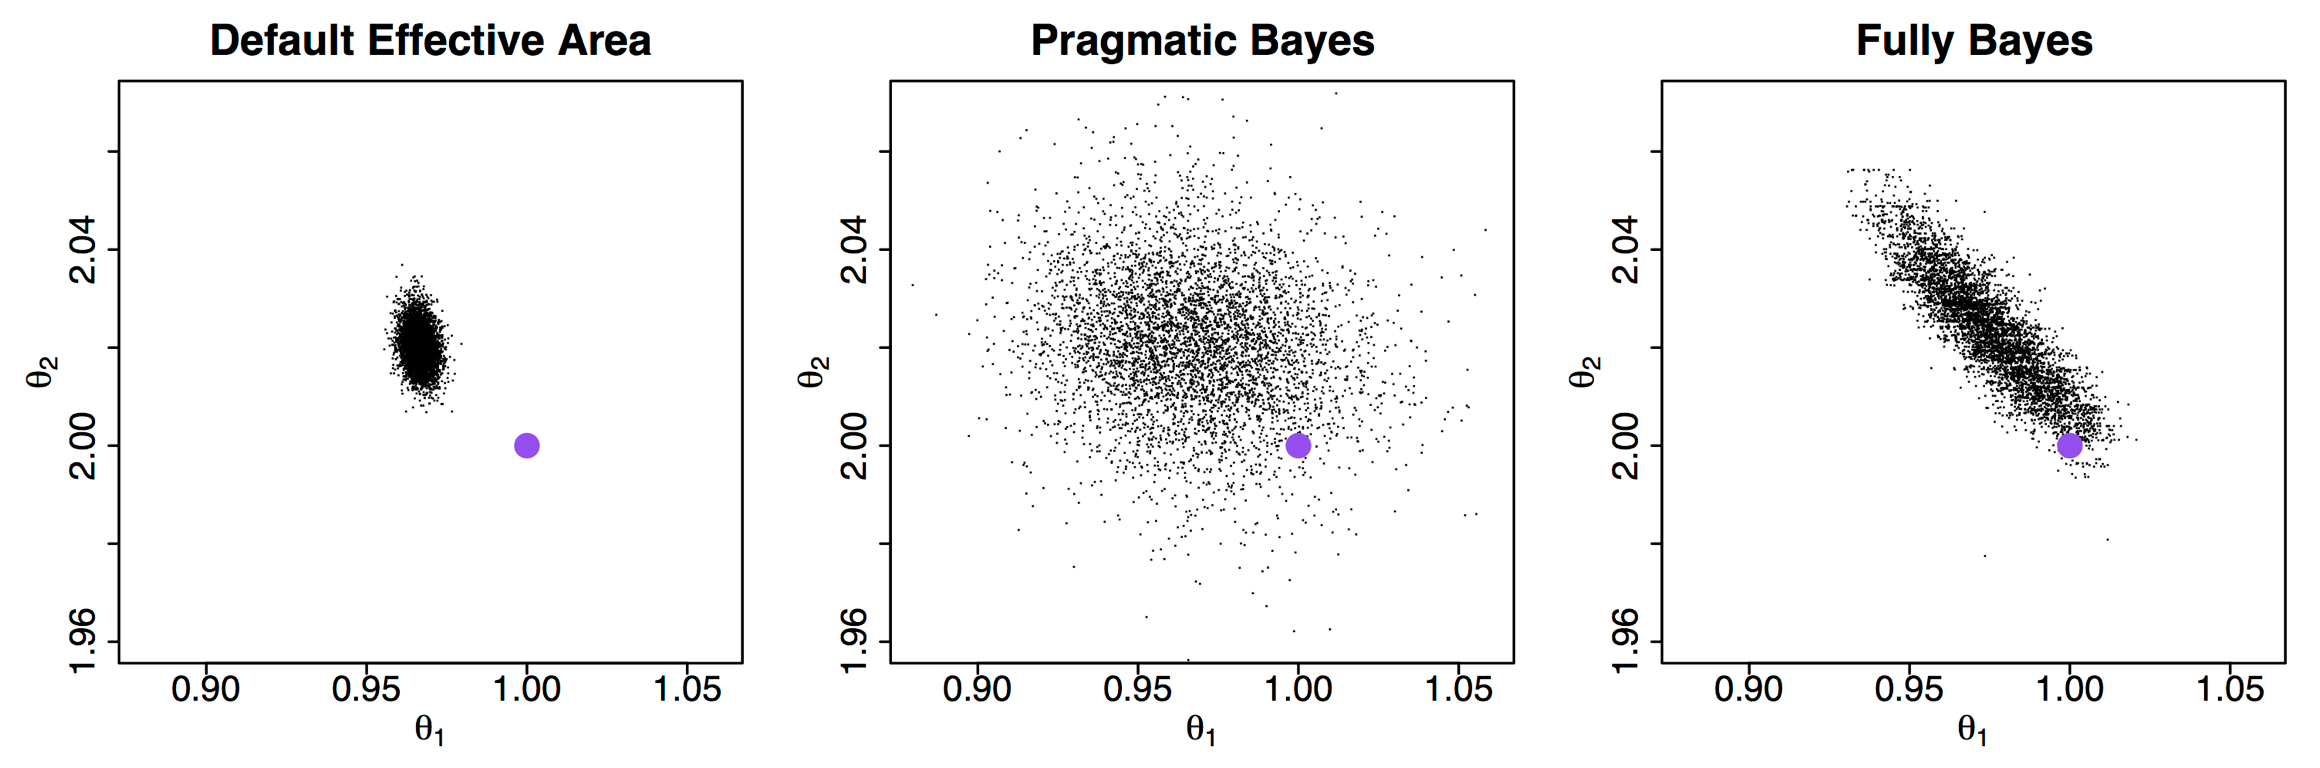 Default Effective Area
θ2
2.04
2.00
1.96
0.90 0.95 1.00 1.05
θ1
Pragmatic Bayes
θ2
2.04
2.00
1.96
0.90 0.95 1.00 1.05
θ1
Fully Bayes
θ2
2.04
2.00
1.96
0.90 0.95 1.00 1.05
θ1